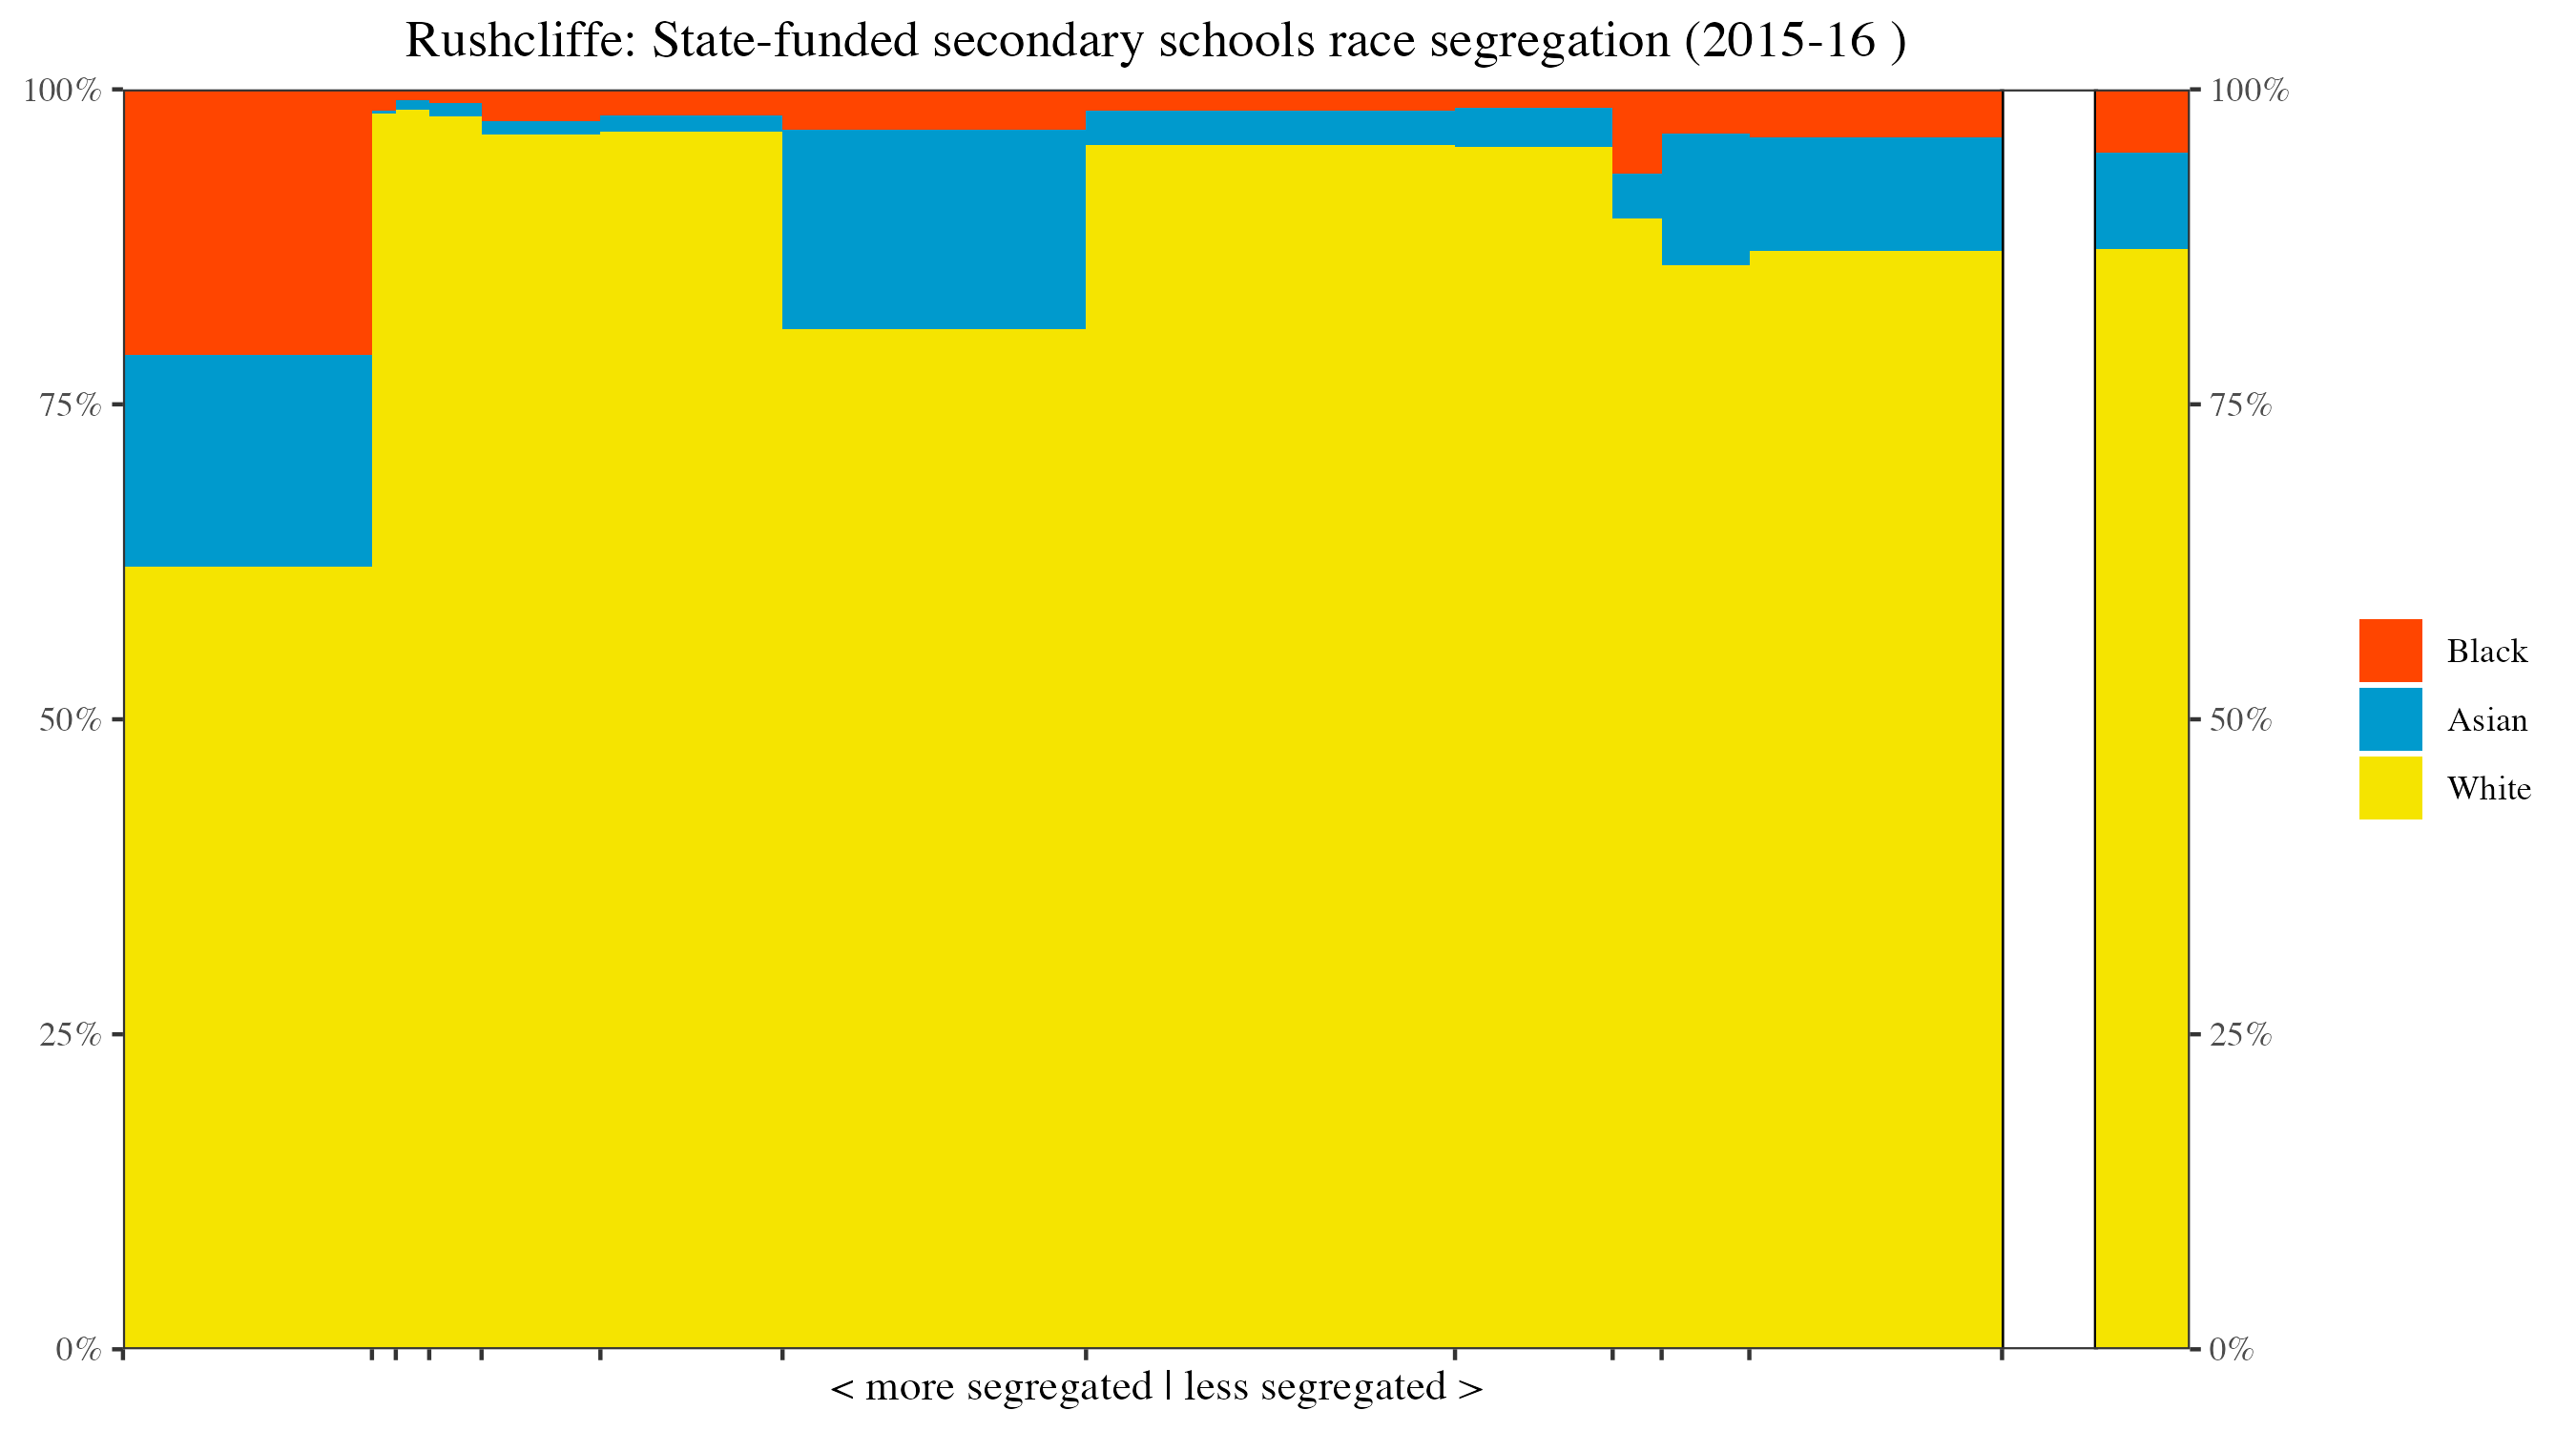 Rushcliffe: State-funded secondary schools race segregation (2015-16 )
100%
100%
75%
75%
50%
50%
25%
25%
0%
0%
Black
Asian
White
< more segregated | less segregated >